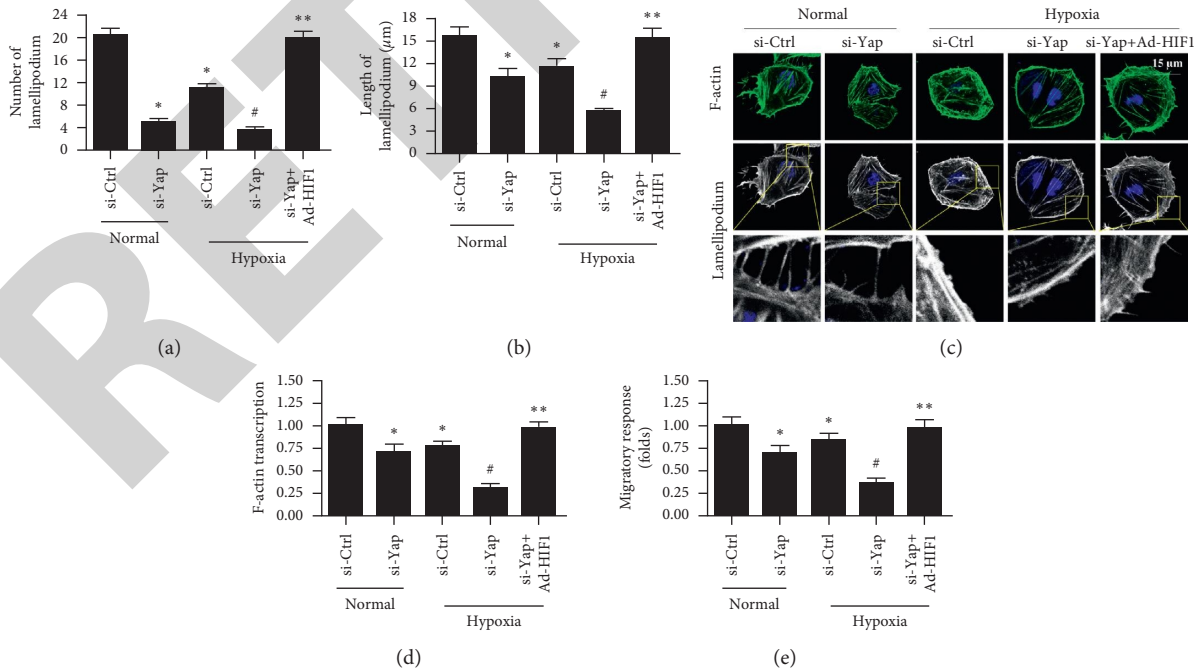 24
20
16
12
8
4
0
Number of
lamellipodium
*
*
#
**
si-Ctrl
si-Yap
si-Ctrl
si-Yap
si-Yap+
Ad-HIF1
Normal
Hypoxia
(a)
18
15
12
9
6
3
0
Length of
lamellipodium (µm)
*
*
#
**
si-Ctrl
si-Yap
si-Ctrl
si-Yap
si-Yap+
Ad-HIF1
Normal
Hypoxia
(b)
Normal
Hypoxia
si-Ctrl
si-Yap
si-Ctrl
si-Yap
si-Yap+Ad-HIF1
15 µm
F-actin
Lamellipodium
(c)
1.50
1.25
1.00
0.75
0.50
0.25
0.00
F-actin transcription
*
*
#
**
si-Ctrl
si-Yap
si-Ctrl
si-Yap
si-Yap+
Ad-HIF1
Normal
Hypoxia
(d)
1.50
1.25
1.00
0.75
0.50
0.25
0.00
Migratory response
(folds)
*
*
#
**
si-Ctrl
si-Yap
si-Ctrl
si-Yap
si-Yap+
Ad-HIF1
Normal
Hypoxia
(e)
RETR